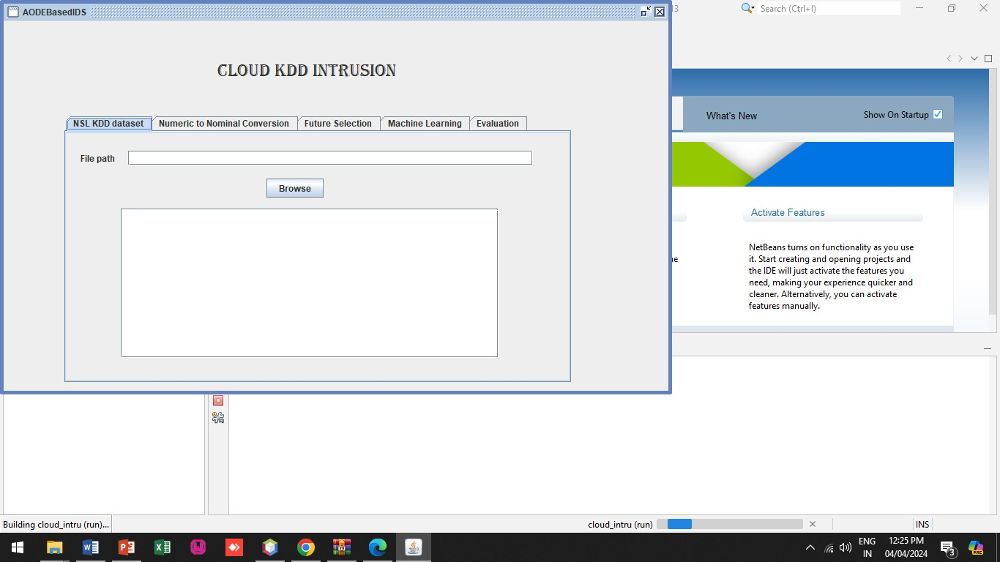 AODEBasedIDS
13
Search (Ctrl+I)
CLOUD KDD INTRUSION
NSL KDD dataset
Numeric to Nominal Conversion
Future Selection
Machine Learning
Evaluation
File path
Browse
What's New
Show On Startup
Activate Features
NetBeans turns on functionality as you use
it. Start creating and opening projects and
the IDE will just activate the features you
need, making your experience quicker and
cleaner. Alternatively, you can activate
features manually.
Building cloud_intru (run)...
cloud_intru (run)
INS
ENG
IN
12:25 PM
04/04/2024
3
PRE